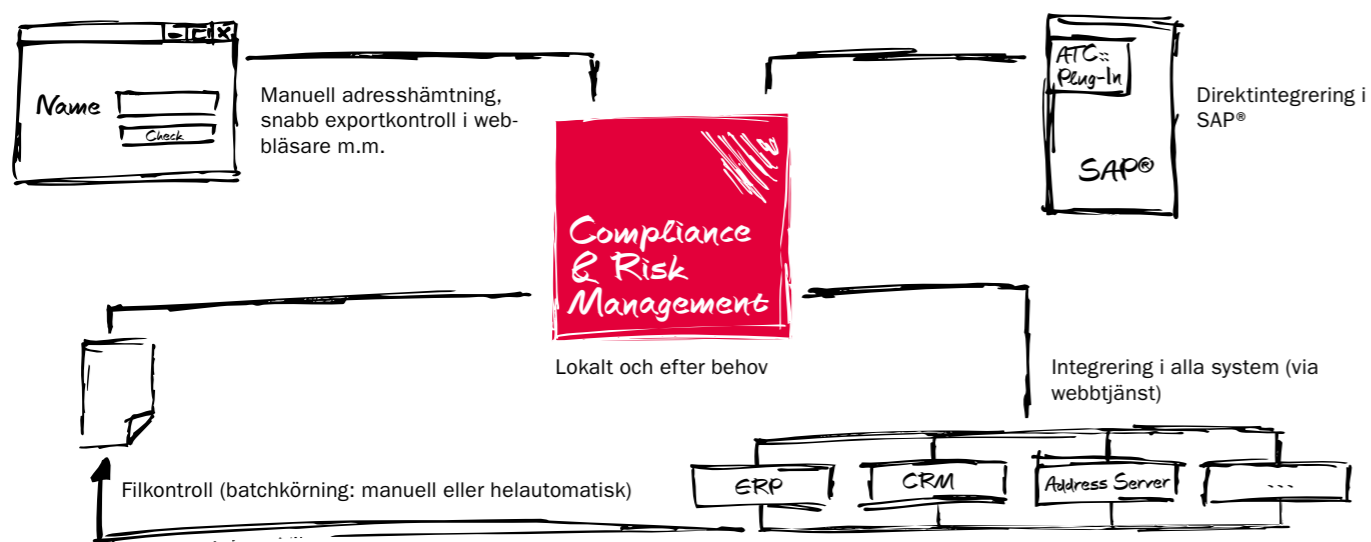 Name
Check
Manuell adresshämtning,
snabb exportkontroll i web-
bläsare m.m.
ATC::
Plug-In
SAP®
Direktintegrering i
SAP®
Compliance
& Risk
Management
Lokalt och efter behov
Integrering i alla system (via
webbtjänst)
Filkontroll (batchkörning: manuell eller helautomatisk)
ERP
CRM
Address Server
...